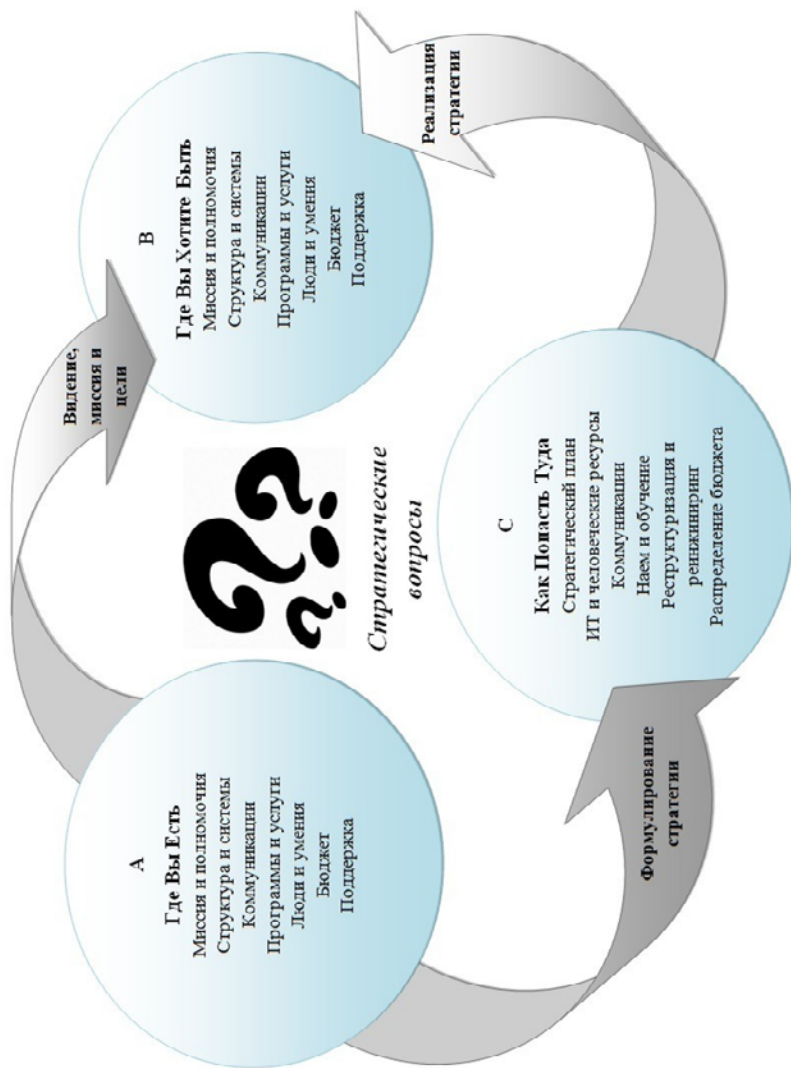 А
Где Вы Есть
Миссия и полномочия
Структура и системы
Коммуникации
Программы и услуги
Люди и умения
Бюджет
Поддержка
Видение,
миссия и
цели
В
Где Вы Хотите Быть
Миссия и полномочия
Структура и системы
Коммуникации
Программы и услуги
Люди и умения
Бюджет
Поддержка
???
Стратегические
вопросы
Формулирование
стратегии
С
Как Попасть Туда
Стратегический план
ИТ и человеческие ресурсы
Коммуникации
Наем и обучение
Реструктуризация и
реинжиниринг
Распределение бюджета
Реализация
стратегии